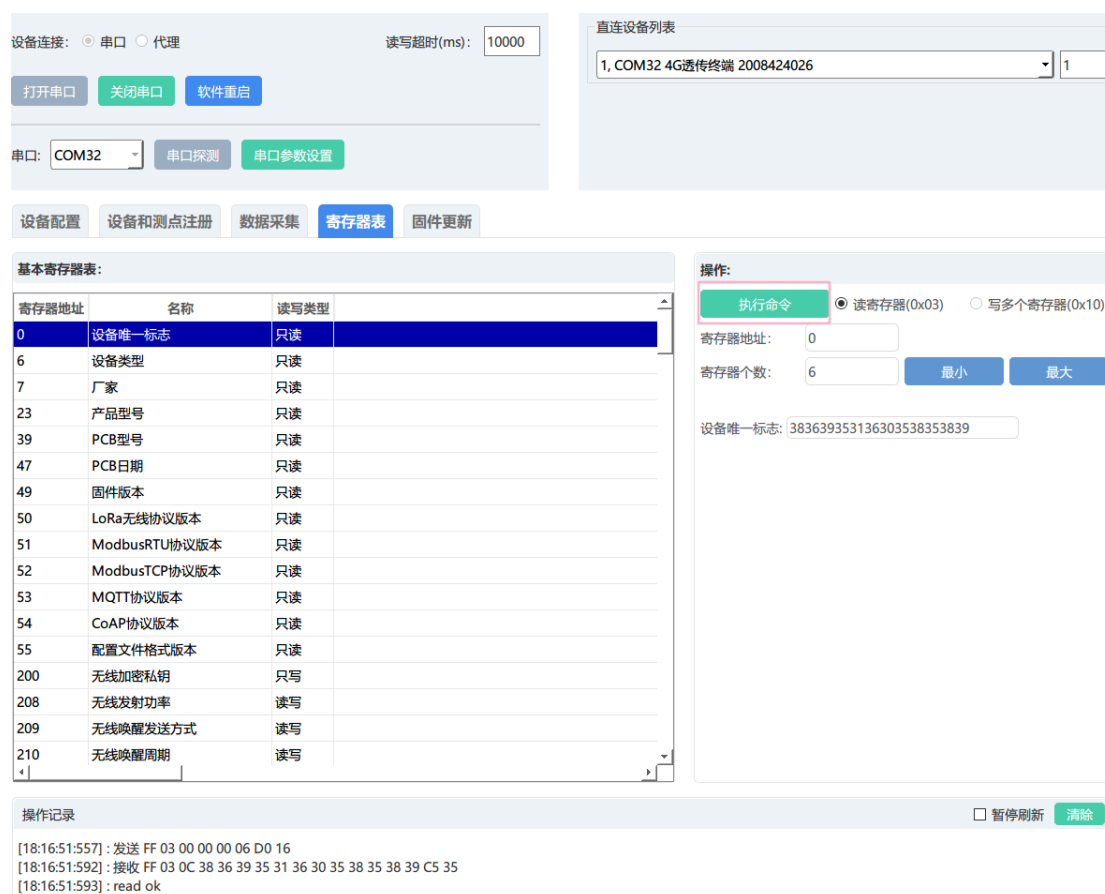 设备连接: 串口 代理 读写超时(ms): 10000
直连设备列表
1, COM32 4G透传终端 2008424026 1
打开串口 关闭串口 软件重启
串口: COM32 串口探测 串口参数设置
设备配置 设备和测点注册 数据采集 寄存器表 固件更新
基本寄存器表:
寄存器地址 名称 读写类型
0 设备唯一标志 只读
6 设备类型 只读
7 厂家 只读
23 产品型号 只读
39 PCB型号 只读
47 PCB日期 只读
49 固件版本 只读
50 LoRa无线协议版本 只读
51 ModbusRTU协议版本 只读
52 ModbusTCP协议版本 只读
53 MQTT协议版本 只读
54 CoAP协议版本 只读
55 配置文件格式版本 只读
200 无线加密私钥 只写
208 无线发射功率 读写
209 无线唤醒发送方式 读写
210 无线唤醒周期 读写
操作:
执行命令 读寄存器(0x03) 写多个寄存器(0x10)
寄存器地址: 0
寄存器个数: 6 最小 最大
设备唯一标志: 383639353136303538353839
操作记录 暂停刷新 清除
[18:16:51:557] : 发送 FF 03 00 00 00 06 D0 16
[18:16:51:592] : 接收 FF 03 0C 38 36 39 35 31 36 30 35 38 35 38 39 C5 35
[18:16:51:593] : read ok